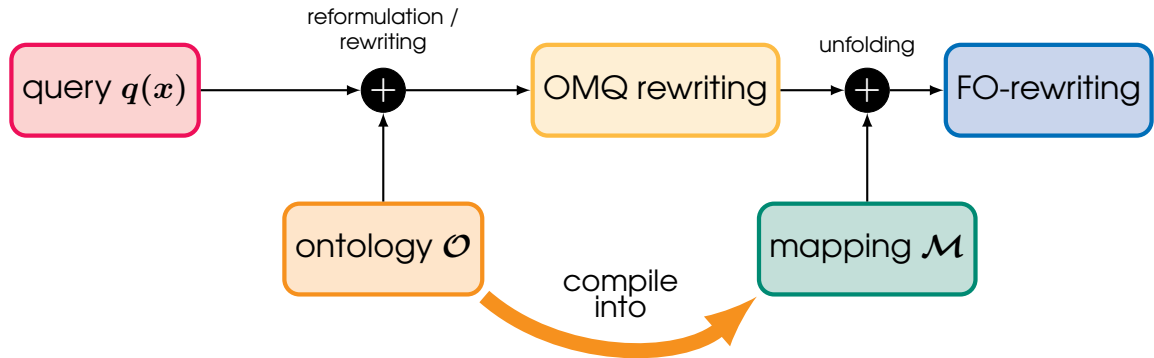 reformulation /
rewriting
unfolding
query q(x)
+
OMQ rewriting
+
FO-rewriting
ontology 𝒪
mapping ℳ
compile
into